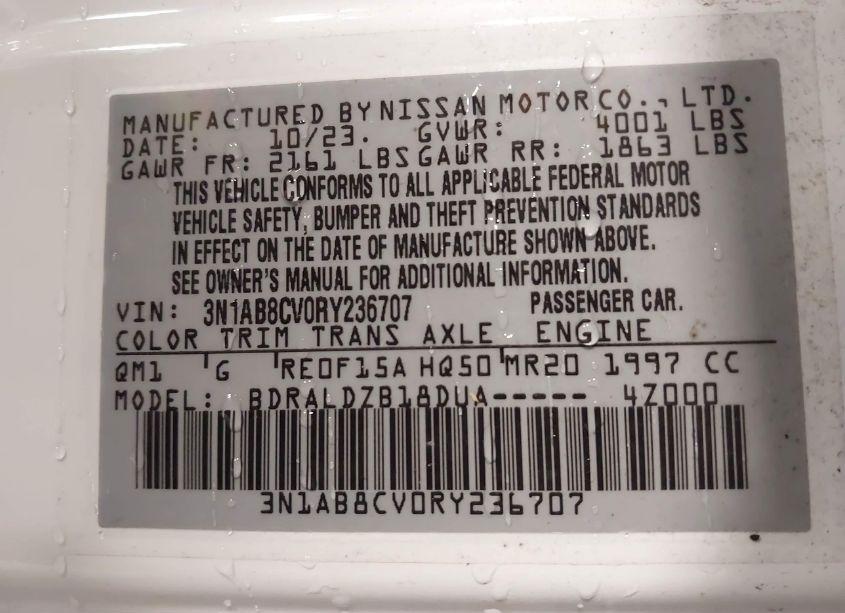 MANUFACTURED BY NISSAN MOTOR CO., LTD.
DATE: 10/23. GVWR: 4001 LBS
GAWR FR: 2161 LBS GAWR RR: 1863 LBS
THIS VEHICLE CONFORMS TO ALL APPLICABLE FEDERAL MOTOR
VEHICLE SAFETY, BUMPER AND THEFT PREVENTION STANDARDS
IN EFFECT ON THE DATE OF MANUFACTURE SHOWN ABOVE.
SEE OWNER'S MANUAL FOR ADDITIONAL INFORMATION.
VIN: 3N1AB8CV0RY236707 PASSENGER CAR.
COLOR TRIM TRANS AXLE ENGINE
QM1 G RE0F15A HQ50 MR20 1997 CC
MODEL: BDRALDZB18DUA----- 4Z000
3N1AB8CV0RY236707